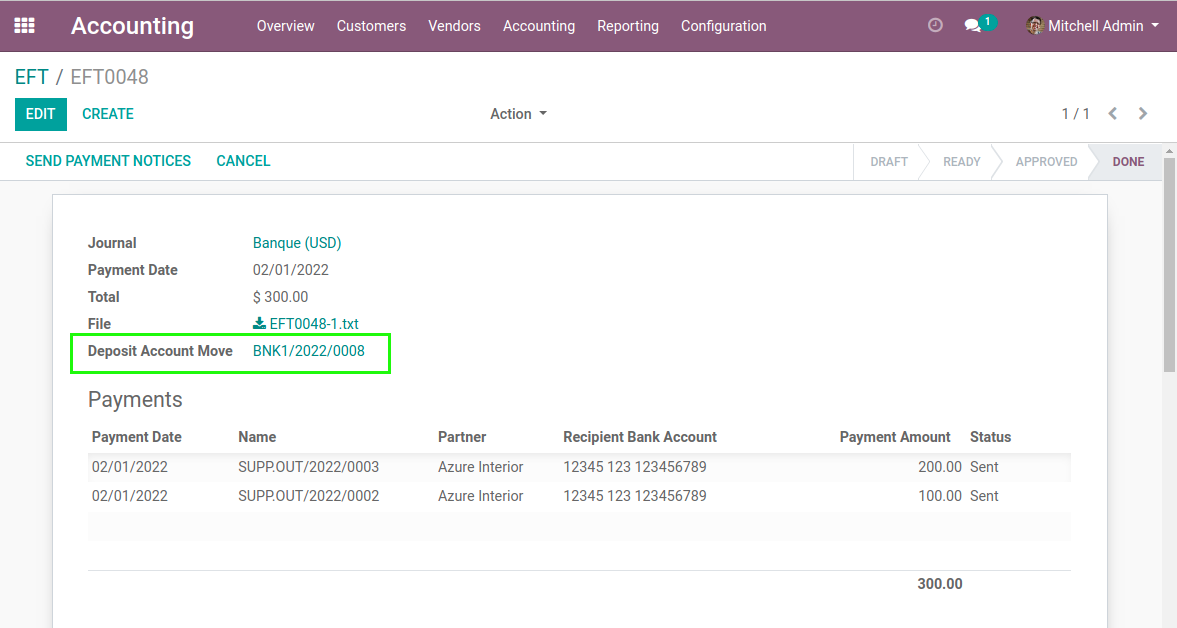 Accounting Overview Customers Vendors Accounting Reporting Configuration 1 Mitchell Admin
EFT / EFT0048
EDIT CREATE Action 1 / 1
SEND PAYMENT NOTICES CANCEL DRAFT READY APPROVED DONE
Journal Banque (USD)
Payment Date 02/01/2022
Total $ 300.00
File EFT0048-1.txt
Deposit Account Move BNK1/2022/0008
Payments
Payment Date Name Partner Recipient Bank Account Payment Amount Status
02/01/2022 SUPP.OUT/2022/0003 Azure Interior 12345 123 123456789 200.00 Sent
02/01/2022 SUPP.OUT/2022/0002 Azure Interior 12345 123 123456789 100.00 Sent
300.00